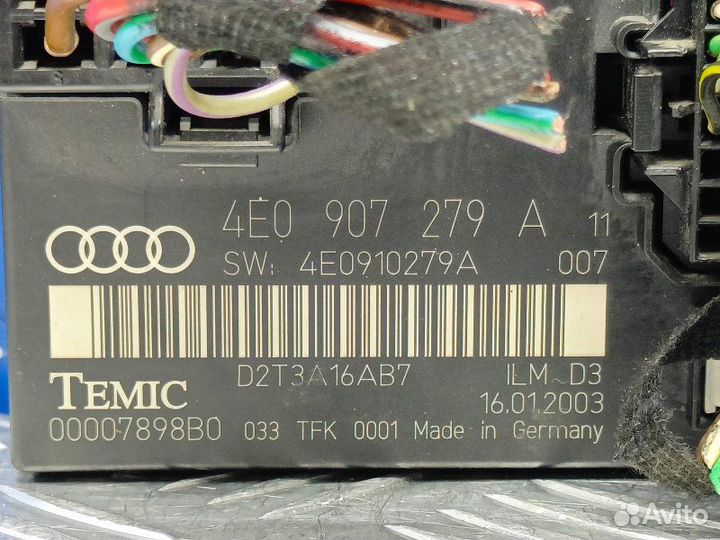 4E0 907 279 A 11
SW: 4E0910279A 007
D2T3A16AB7 ILM-D3
TEMIC 16.01.2003
00007898B0 033 TFK 0001 Made in Germany
Avito